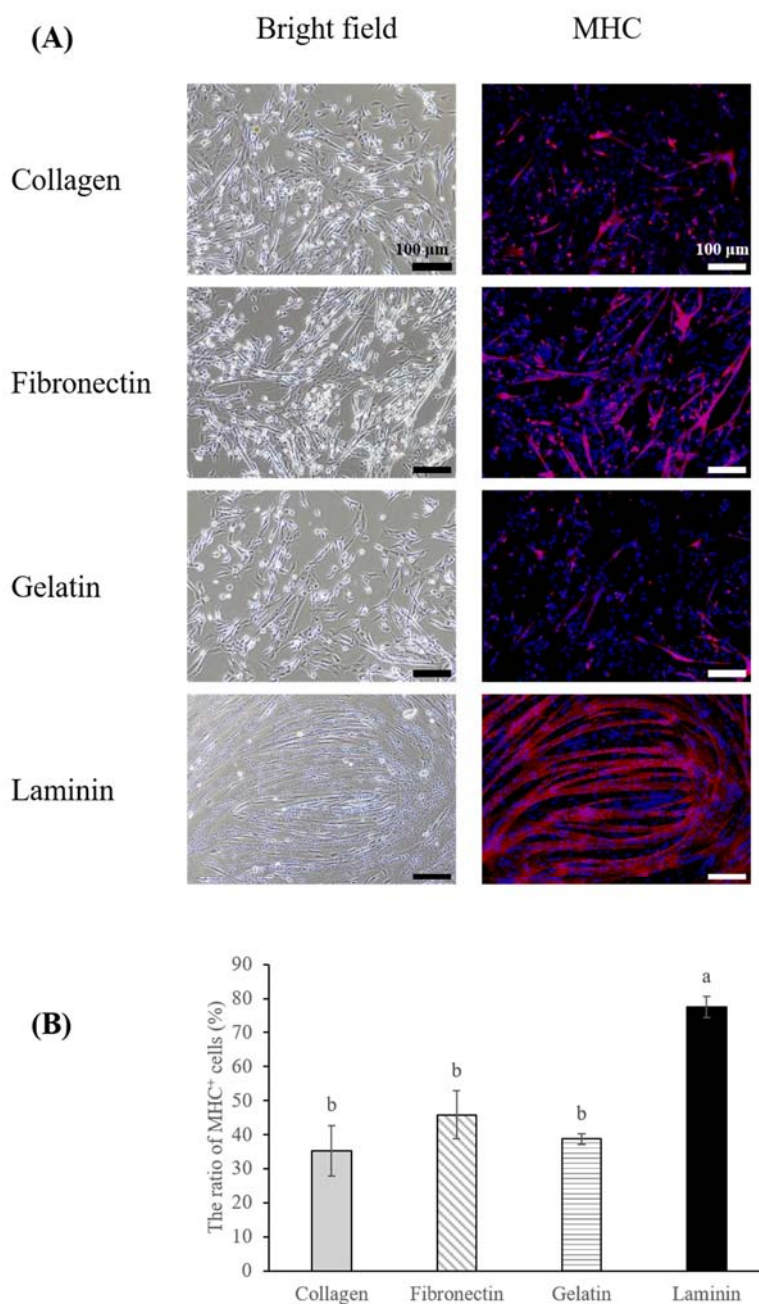 (A)
Bright field
MHC
Collagen
100 μm
100 μm
Fibronectin
Gelatin
Laminin
(B)
The ratio of MHC⁺ cells (%)
90
80
70
60
50
40
30
20
10
0
b
b
b
a
Collagen
Fibronectin
Gelatin
Laminin